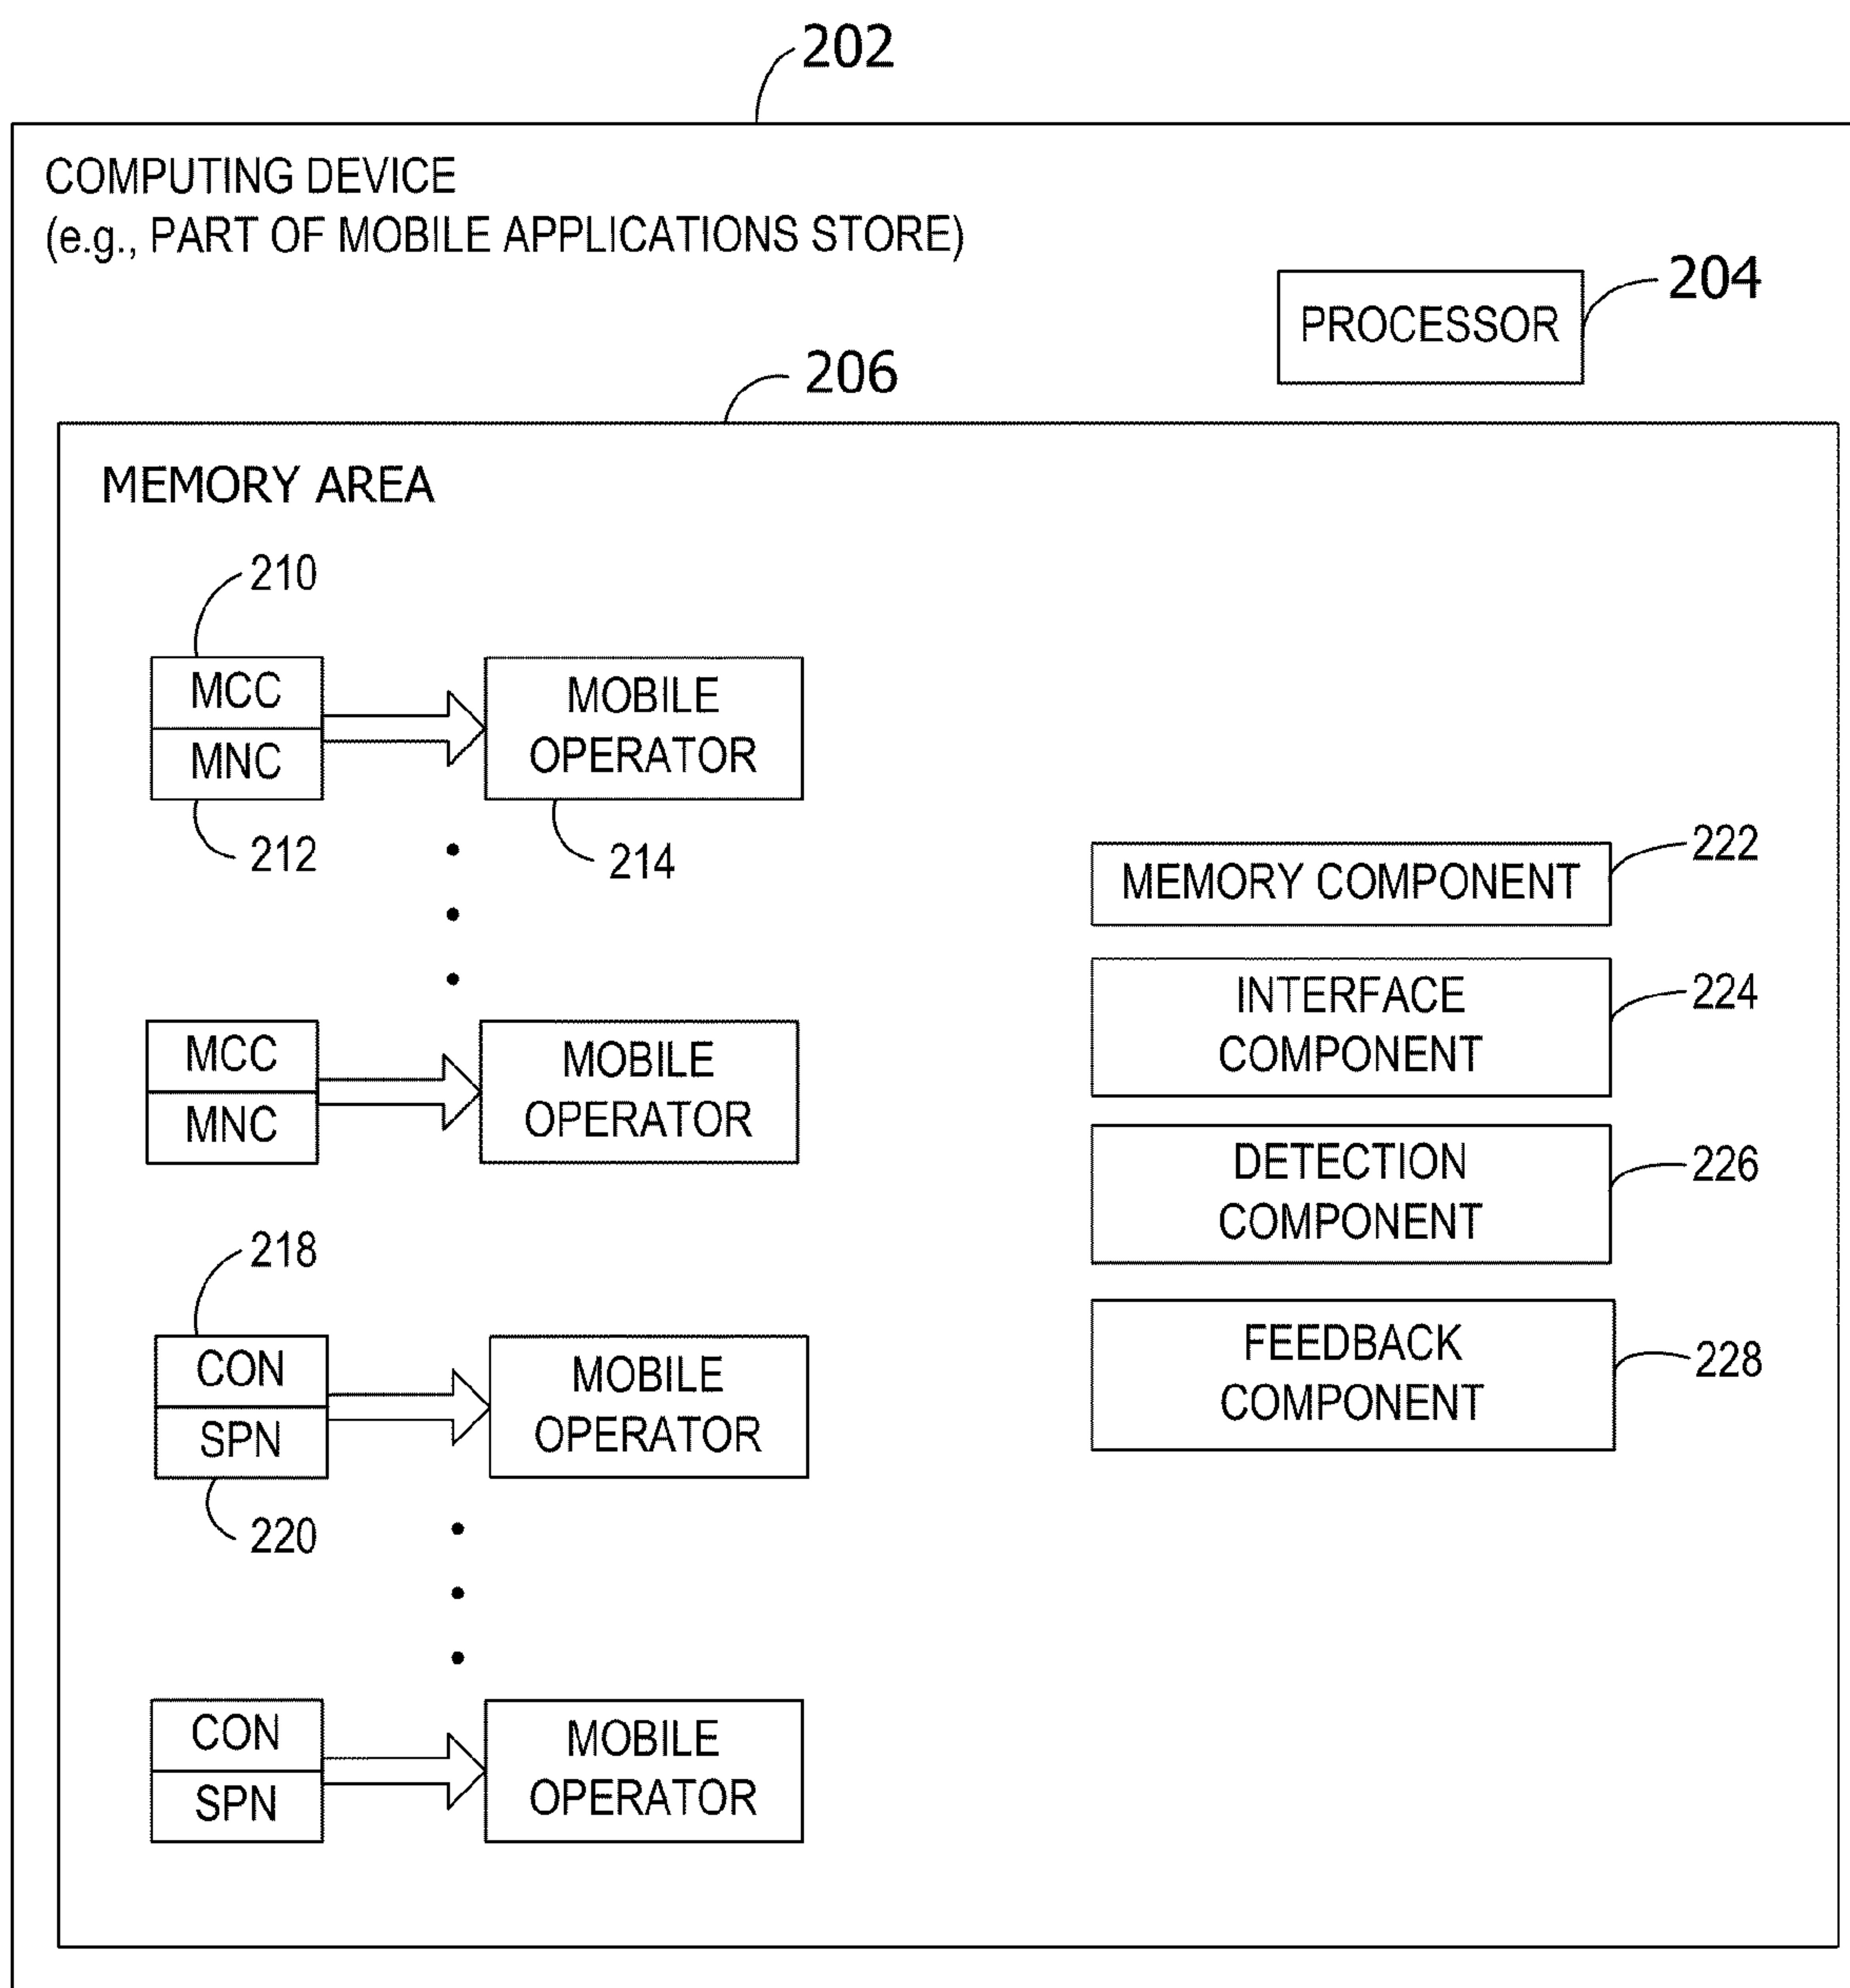 202
COMPUTING DEVICE
(e.g., PART OF MOBILE APPLICATIONS STORE)
204
PROCESSOR
206
MEMORY AREA
210
MCC
MNC
212
MOBILE
OPERATOR
214
MCC
MNC
MOBILE
OPERATOR
218
CON
SPN
220
MOBILE
OPERATOR
CON
SPN
MOBILE
OPERATOR
222
MEMORY COMPONENT
INTERFACE
COMPONENT
224
DETECTION
COMPONENT
226
FEEDBACK
COMPONENT
228